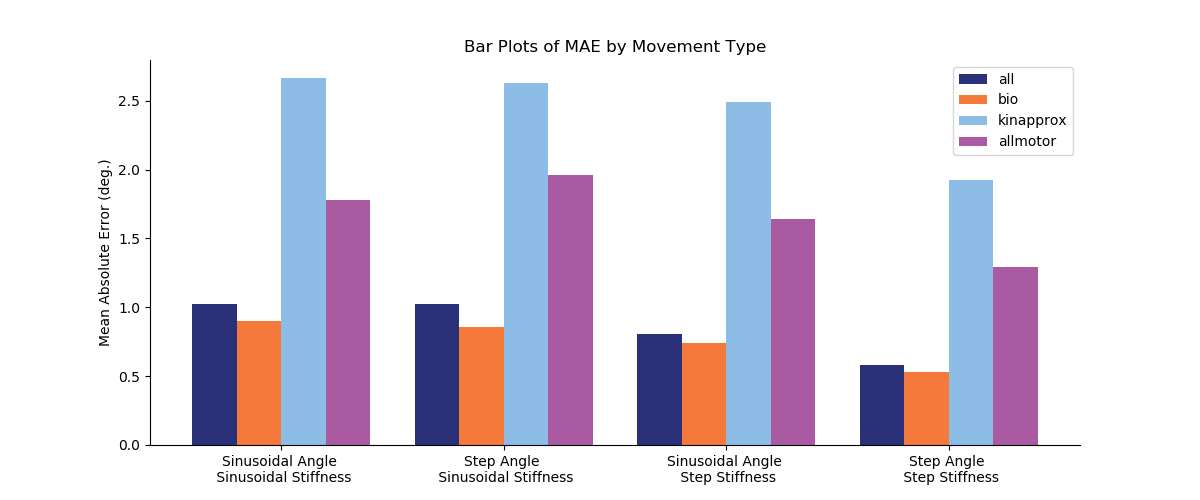 Bar Plots of MAE by Movement Type
Mean Absolute Error (deg.)
2.5
2.0
1.5
1.0
0.5
0.0
all
bio
kinapprox
allmotor
Sinusoidal Angle
Sinusoidal Stiffness
Step Angle
Sinusoidal Stiffness
Sinusoidal Angle
Step Stiffness
Step Angle
Step Stiffness